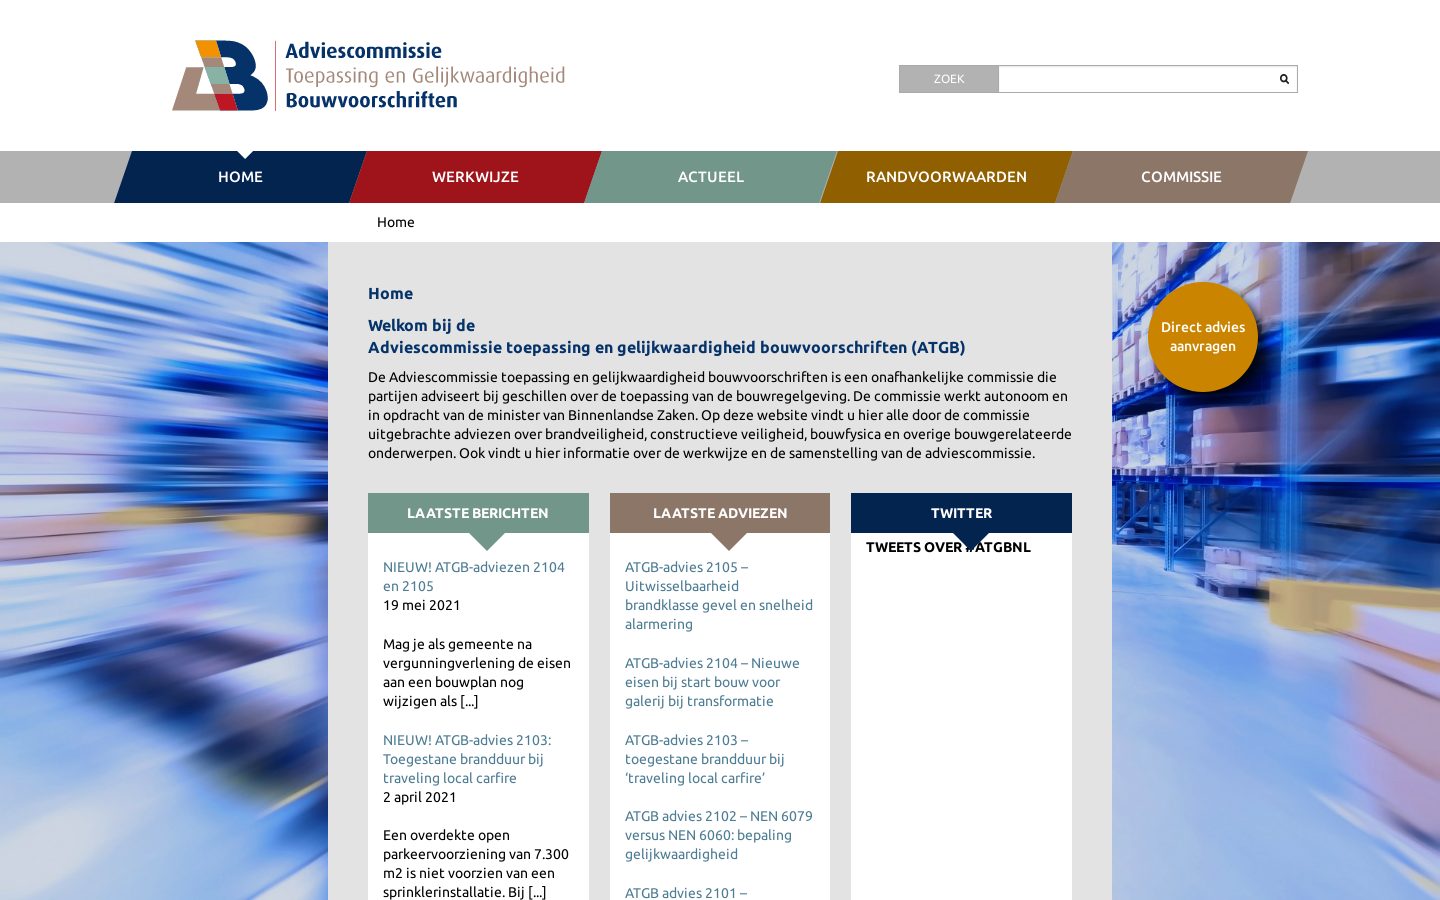 Adviescommissie
Toepassing en Gelijkwaardigheid
Bouwvoorschriften
ZOEK
HOME
WERKWIJZE
ACTUEEL
RANDVOORWAARDEN
COMMISSIE
Home
Home
Welkom bij de
Adviescommissie toepassing en gelijkwaardigheid bouwvoorschriften (ATGB)
De Adviescommissie toepassing en gelijkwaardigheid bouwvoorschriften is een onafhankelijke commissie die
partijen adviseert bij geschillen over de toepassing van de bouwregelgeving. De commissie werkt autonoom en
in opdracht van de minister van Binnenlandse Zaken. Op deze website vindt u hier alle door de commissie
uitgebrachte adviezen over brandveiligheid, constructieve veiligheid, bouwfysica en overige bouwgerelateerde
onderwerpen. Ook vindt u hier informatie over de werkwijze en de samenstelling van de adviescommissie.
Direct advies
aanvragen
LAATSTE BERICHTEN
NIEUW! ATGB-adviezen 2104
en 2105
19 mei 2021
Mag je als gemeente na
vergunningverlening de eisen
aan een bouwplan nog
wijzigen als [...]
NIEUW! ATGB-advies 2103:
Toegestane brandduur bij
traveling local carfire
2 april 2021
Een overdekte open
parkeervoorziening van 7.300
m2 is niet voorzien van een
sprinklerinstallatie. Bij [...]
LAATSTE ADVIEZEN
ATGB-advies 2105 –
Uitwisselbaarheid
brandklasse gevel en snelheid
alarmering
ATGB-advies 2104 – Nieuwe
eisen bij start bouw voor
galerij bij transformatie
ATGB-advies 2103 –
toegestane brandduur bij
‘traveling local carfire’
ATGB advies 2102 – NEN 6079
versus NEN 6060: bepaling
gelijkwaardigheid
ATGB advies 2101 –
TWITTER
TWEETS OVER #ATGBNL